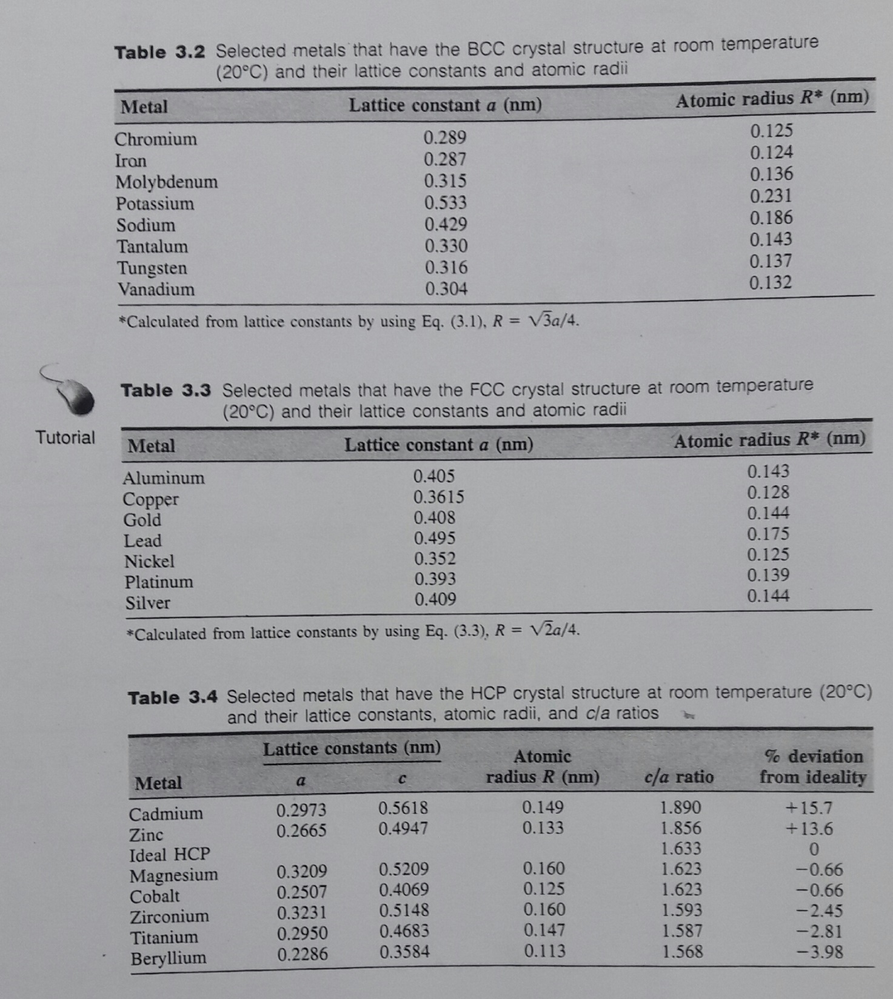 Table 3.2 Selected metals that have the BCC crystal structure at room temperature
(20°C) and their lattice constants and atomic radii
Metal Lattice constant a (nm) Atomic radius R* (nm)
Chromium 0.289 0.125
Iron 0.287 0.124
Molybdenum 0.315 0.136
Potassium 0.533 0.231
Sodium 0.429 0.186
Tantalum 0.330 0.143
Tungsten 0.316 0.137
Vanadium 0.304 0.132
*Calculated from lattice constants by using Eq. (3.1), R = √3a/4.
Tutorial
Table 3.3 Selected metals that have the FCC crystal structure at room temperature
(20°C) and their lattice constants and atomic radii
Metal Lattice constant a (nm) Atomic radius R* (nm)
Aluminum 0.405 0.143
Copper 0.3615 0.128
Gold 0.408 0.144
Lead 0.495 0.175
Nickel 0.352 0.125
Platinum 0.393 0.139
Silver 0.409 0.144
*Calculated from lattice constants by using Eq. (3.3), R = √2a/4.
Table 3.4 Selected metals that have the HCP crystal structure at room temperature (20°C)
and their lattice constants, atomic radii, and c/a ratios
Lattice constants (nm)
Atomic % deviation
Metal a c radius R (nm) c/a ratio from ideality
Cadmium 0.2973 0.5618 0.149 1.890 +15.7
Zinc 0.2665 0.4947 0.133 1.856 +13.6
Ideal HCP 1.633 0
Magnesium 0.3209 0.5209 0.160 1.623 −0.66
Cobalt 0.2507 0.4069 0.125 1.623 −0.66
Zirconium 0.3231 0.5148 0.160 1.593 −2.45
Titanium 0.2950 0.4683 0.147 1.587 −2.81
Beryllium 0.2286 0.3584 0.113 1.568 −3.98